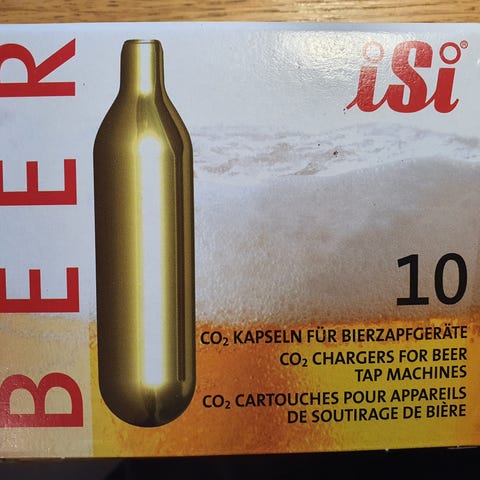 BEER
iSi®
10
CO₂ KAPSELN FÜR BIERZAPFGERÄTE
CO₂ CHARGERS FOR BEER
TAP MACHINES
CO₂ CARTOUCHES POUR APPAREILS
DE SOUTIRAGE DE BIÈRE